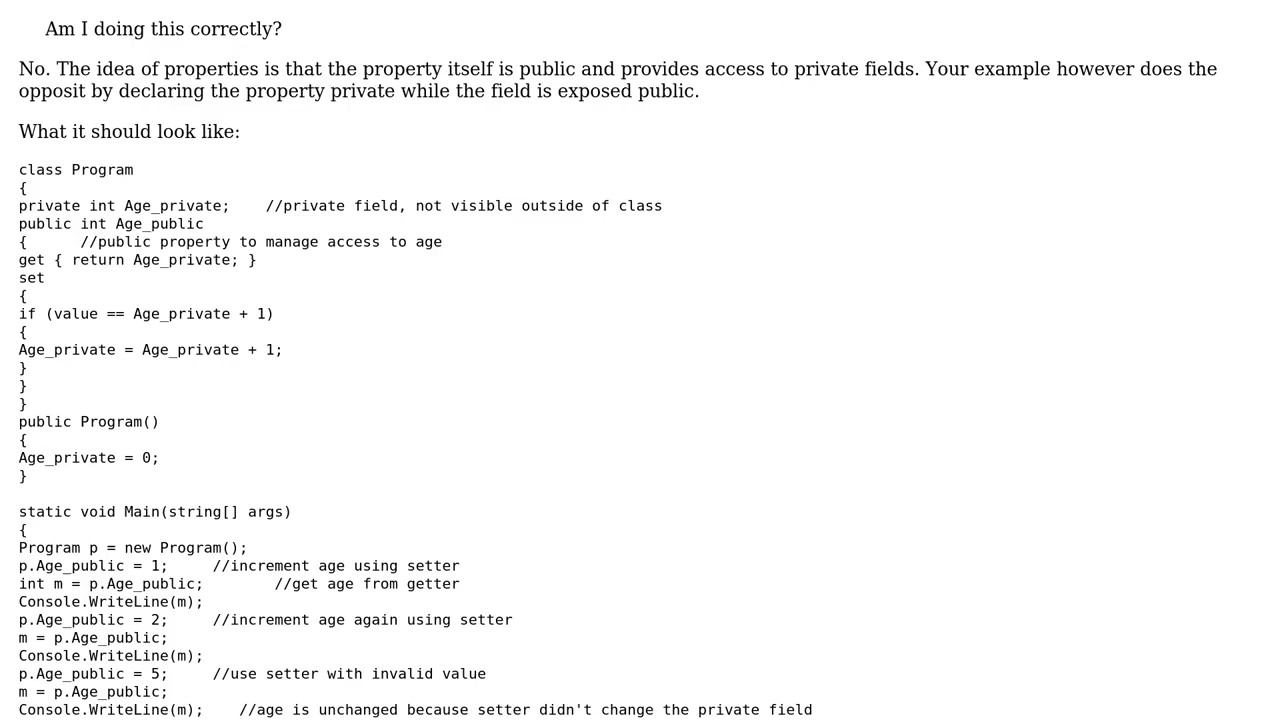 Am I doing this correctly?
No. The idea of properties is that the property itself is public and provides access to private fields. Your example however does the
opposit by declaring the property private while the field is exposed public.
What it should look like:
class Program
{
private int Age_private;    //private field, not visible outside of class
public int Age_public
{      //public property to manage access to age
get { return Age_private; }
set
{
if (value == Age_private + 1)
{
Age_private = Age_private + 1;
}
}
}
public Program()
{
Age_private = 0;
}
static void Main(string[] args)
{
Program p = new Program();
p.Age_public = 1;     //increment age using setter
int m = p.Age_public;        //get age from getter
Console.WriteLine(m);
p.Age_public = 2;     //increment age again using setter
m = p.Age_public;
Console.WriteLine(m);
p.Age_public = 5;     //use setter with invalid value
m = p.Age_public;
Console.WriteLine(m);    //age is unchanged because setter didn't change the private field